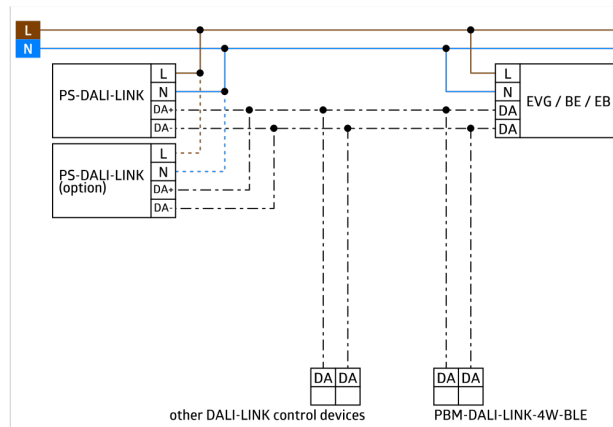 L
N
PS-DALI-LINK
L
N
DA+
DA-
EVG / BE / EB
L
N
DA
DA
PS-DALI-LINK
(option)
L
N
DA+
DA-
DA DA
DA DA
other DALI-LINK control devices
PBM-DALI-LINK-4W-BLE